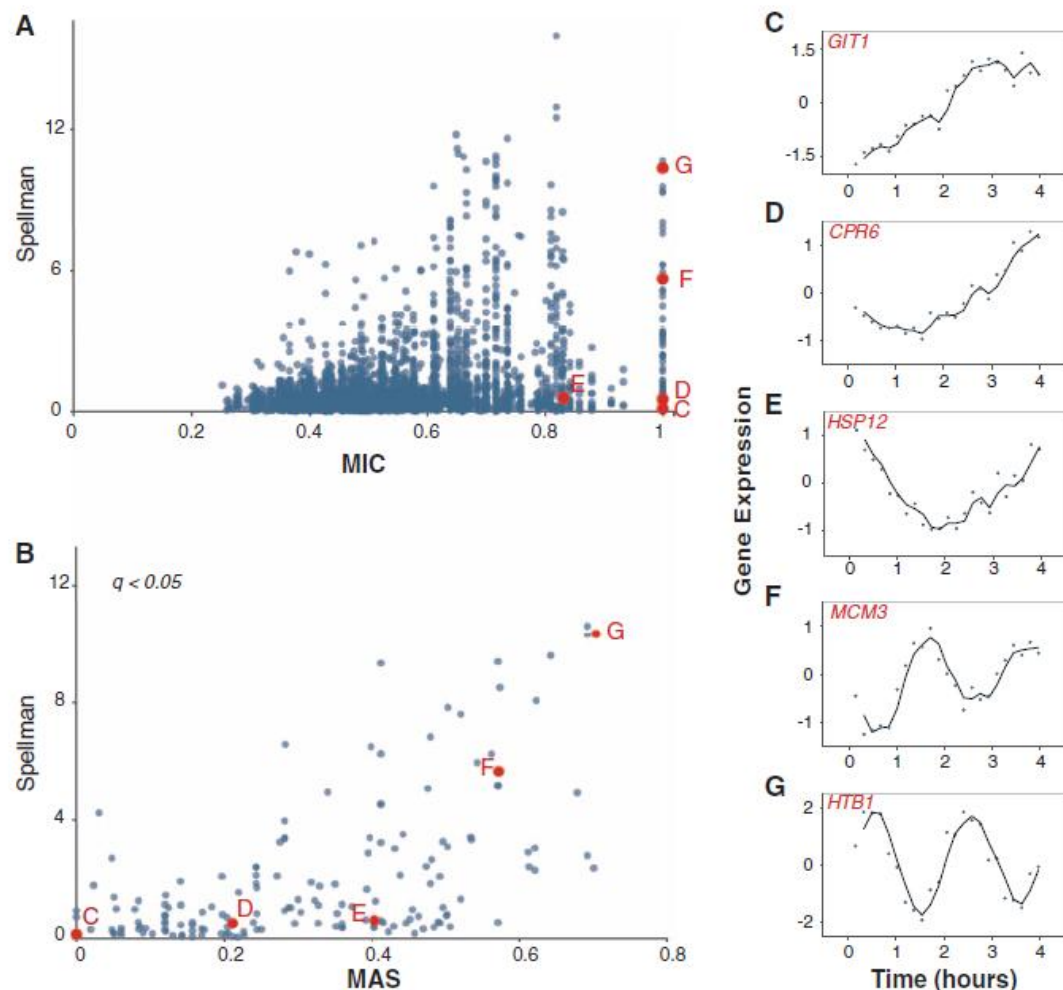 A
Spellman
12
6
0
0
0.2
0.4
0.6
0.8
1
MIC
G
F
E
D
C
B
q < 0.05
Spellman
12
8
4
0
0
0.2
0.4
0.6
0.8
MAS
C
D
E
F
G
Gene Expression
C
GIT1
1.5
0
-1.5
0 1 2 3 4
D
CPR6
1
0
-1
0 1 2 3 4
E
HSP12
1
0
-1
0 1 2 3 4
F
MCM3
1
0
-1
0 1 2 3 4
G
HTB1
2
0
-2
0 1 2 3 4
Time (hours)